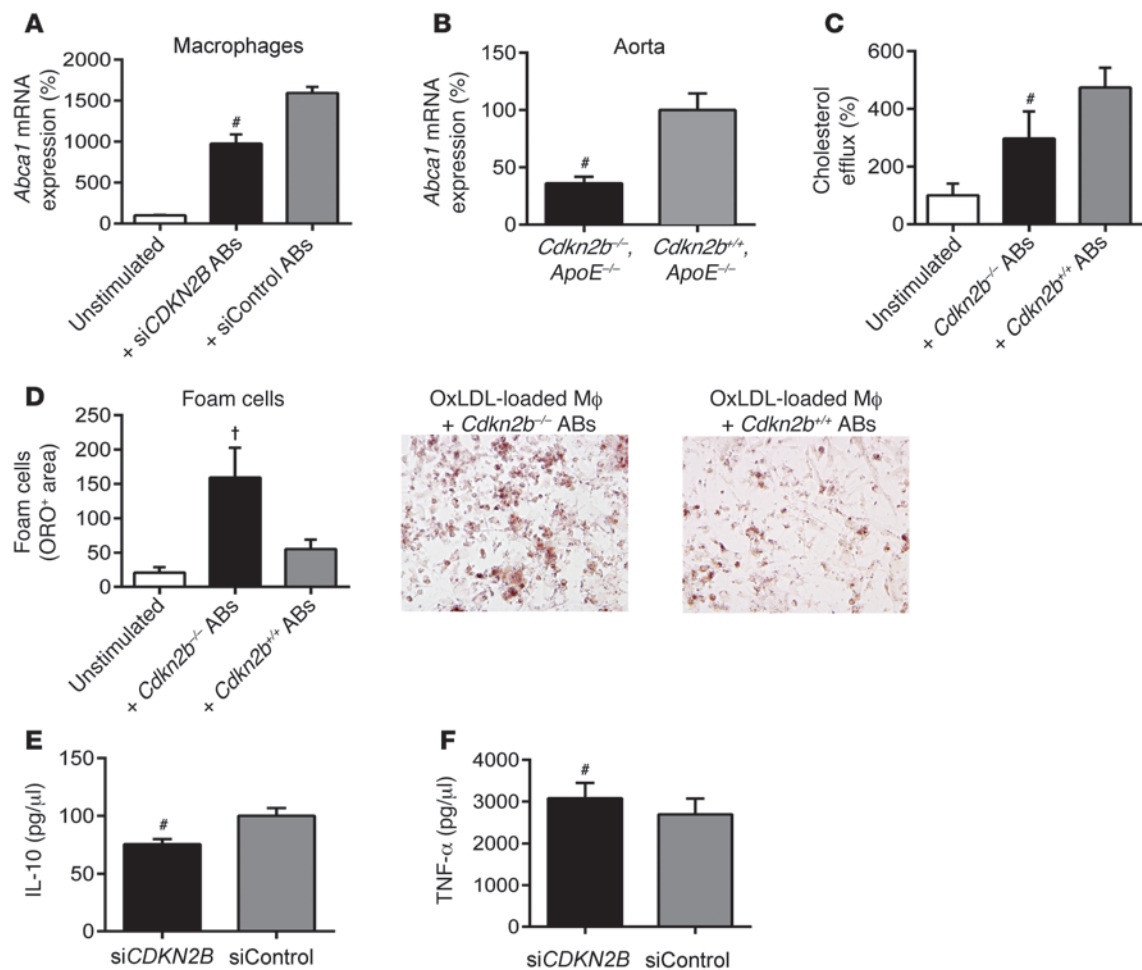 A
Macrophages
Abca1 mRNA
expression (%)
2000
1500
1000
500
0
#
Unstimulated
+ siCDKN2B ABs
+ siControl ABs
B
Aorta
Abca1 mRNA
expression (%)
150
100
50
0
#
Cdkn2b–/–,
ApoE–/–
Cdkn2b+/+,
ApoE–/–
C
Cholesterol
efflux (%)
600
400
200
0
#
Unstimulated
+ Cdkn2b–/– ABs
+ Cdkn2b+/+ ABs
D
Foam cells
Foam cells
(ORO+ area)
250
200
150
100
50
0
†
Unstimulated
+ Cdkn2b–/– ABs
+ Cdkn2b+/+ ABs
OxLDL-loaded Mϕ
+ Cdkn2b–/– ABs
OxLDL-loaded Mϕ
+ Cdkn2b+/+ ABs
E
IL-10 (pg/μl)
150
100
50
0
#
siCDKN2B
siControl
F
TNF-α (pg/μl)
4000
3000
2000
1000
0
#
siCDKN2B
siControl